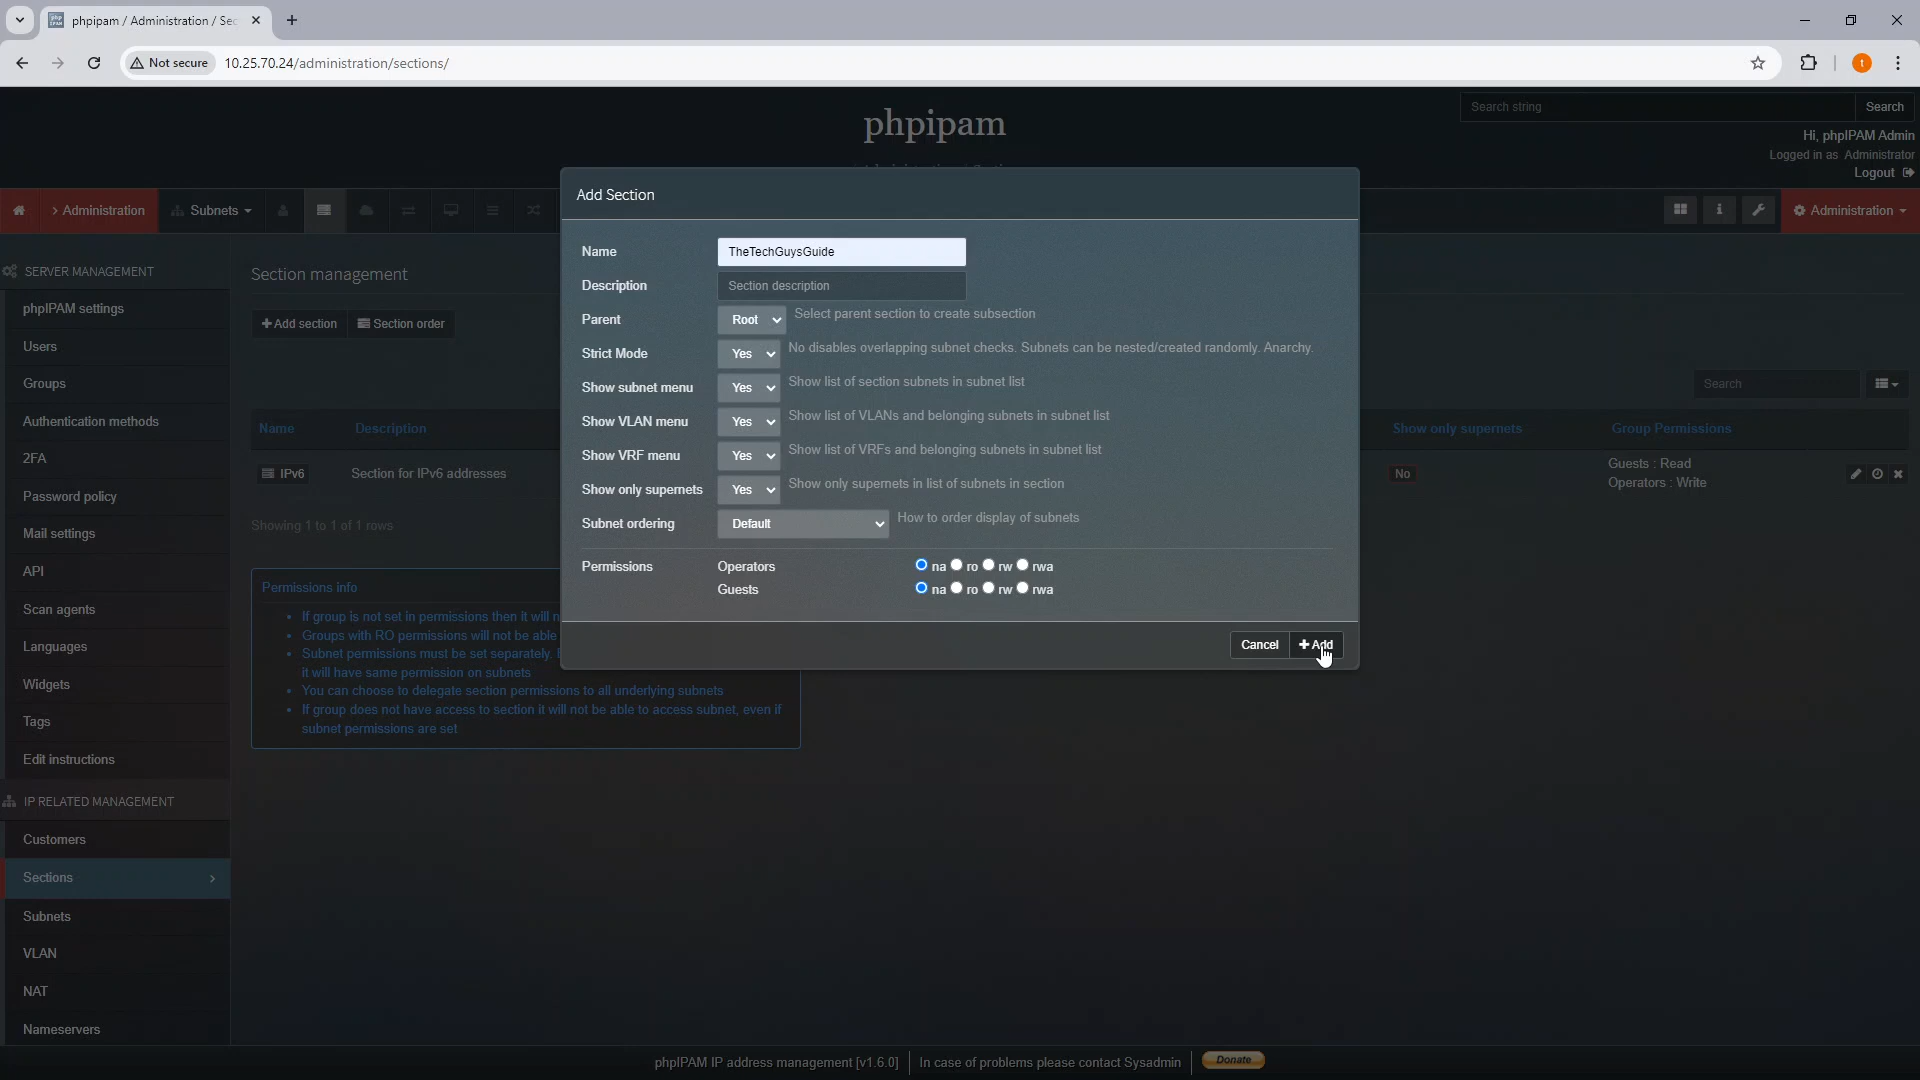 phpipam / Administration / Sec
Not secure
10.25.70.24/administration/sections/
t
phpipam
Search string
Search
Hi, phpIPAM Admin
Logged in as Administrator
Logout
> Administration
Subnets
Administration
SERVER MANAGEMENT
phpIPAM settings
Users
Groups
Authentication methods
2FA
Password policy
Mail settings
API
Scan agents
Languages
Widgets
Tags
Edit instructions
IP RELATED MANAGEMENT
Customers
Sections
Subnets
VLAN
NAT
Nameservers
Section management
Add section
Section order
Search
Name
Description
Show only supernets
Group Permissions
IPv6
Section for IPv6 addresses
No
Guests : Read
Operators : Write
Showing 1 to 1 of 1 rows
Permissions info
If group is not set in permissions then it will n
Groups with RO permissions will not be able
Subnet permissions must be set separately.
it will have same permission on subnets
You can choose to delegate section permissions to all underlying subnets
If group does not have access to section it will not be able to access subnet, even if
subnet permissions are set
Add Section
Name TheTechGuysGuide
Description Section description
Parent Root Select parent section to create subsection
Strict Mode Yes No disables overlapping subnet checks. Subnets can be nested/created randomly. Anarchy.
Show subnet menu Yes Show list of section subnets in subnet list
Show VLAN menu Yes Show list of VLANs and belonging subnets in subnet list
Show VRF menu Yes Show list of VRFs and belonging subnets in subnet list
Show only supernets Yes Show only supernets in list of subnets in section
Subnet ordering Default How to order display of subnets
Permissions Operators na ro rw rwa
Guests na ro rw rwa
Cancel
+Add
phpIPAM IP address management [v1.6.0]
In case of problems please contact Sysadmin
Donate